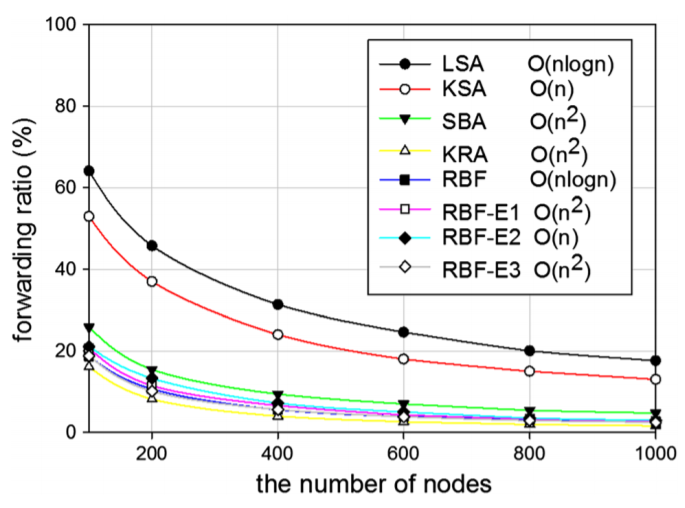 100
80
60
40
20
0
forwarding ratio (%)
LSA O(nlogn)
KSA O(n)
SBA O(n²)
KRA O(n²)
RBF O(nlogn)
RBF-E1 O(n²)
RBF-E2 O(n)
RBF-E3 O(n²)
200 400 600 800 1000
the number of nodes